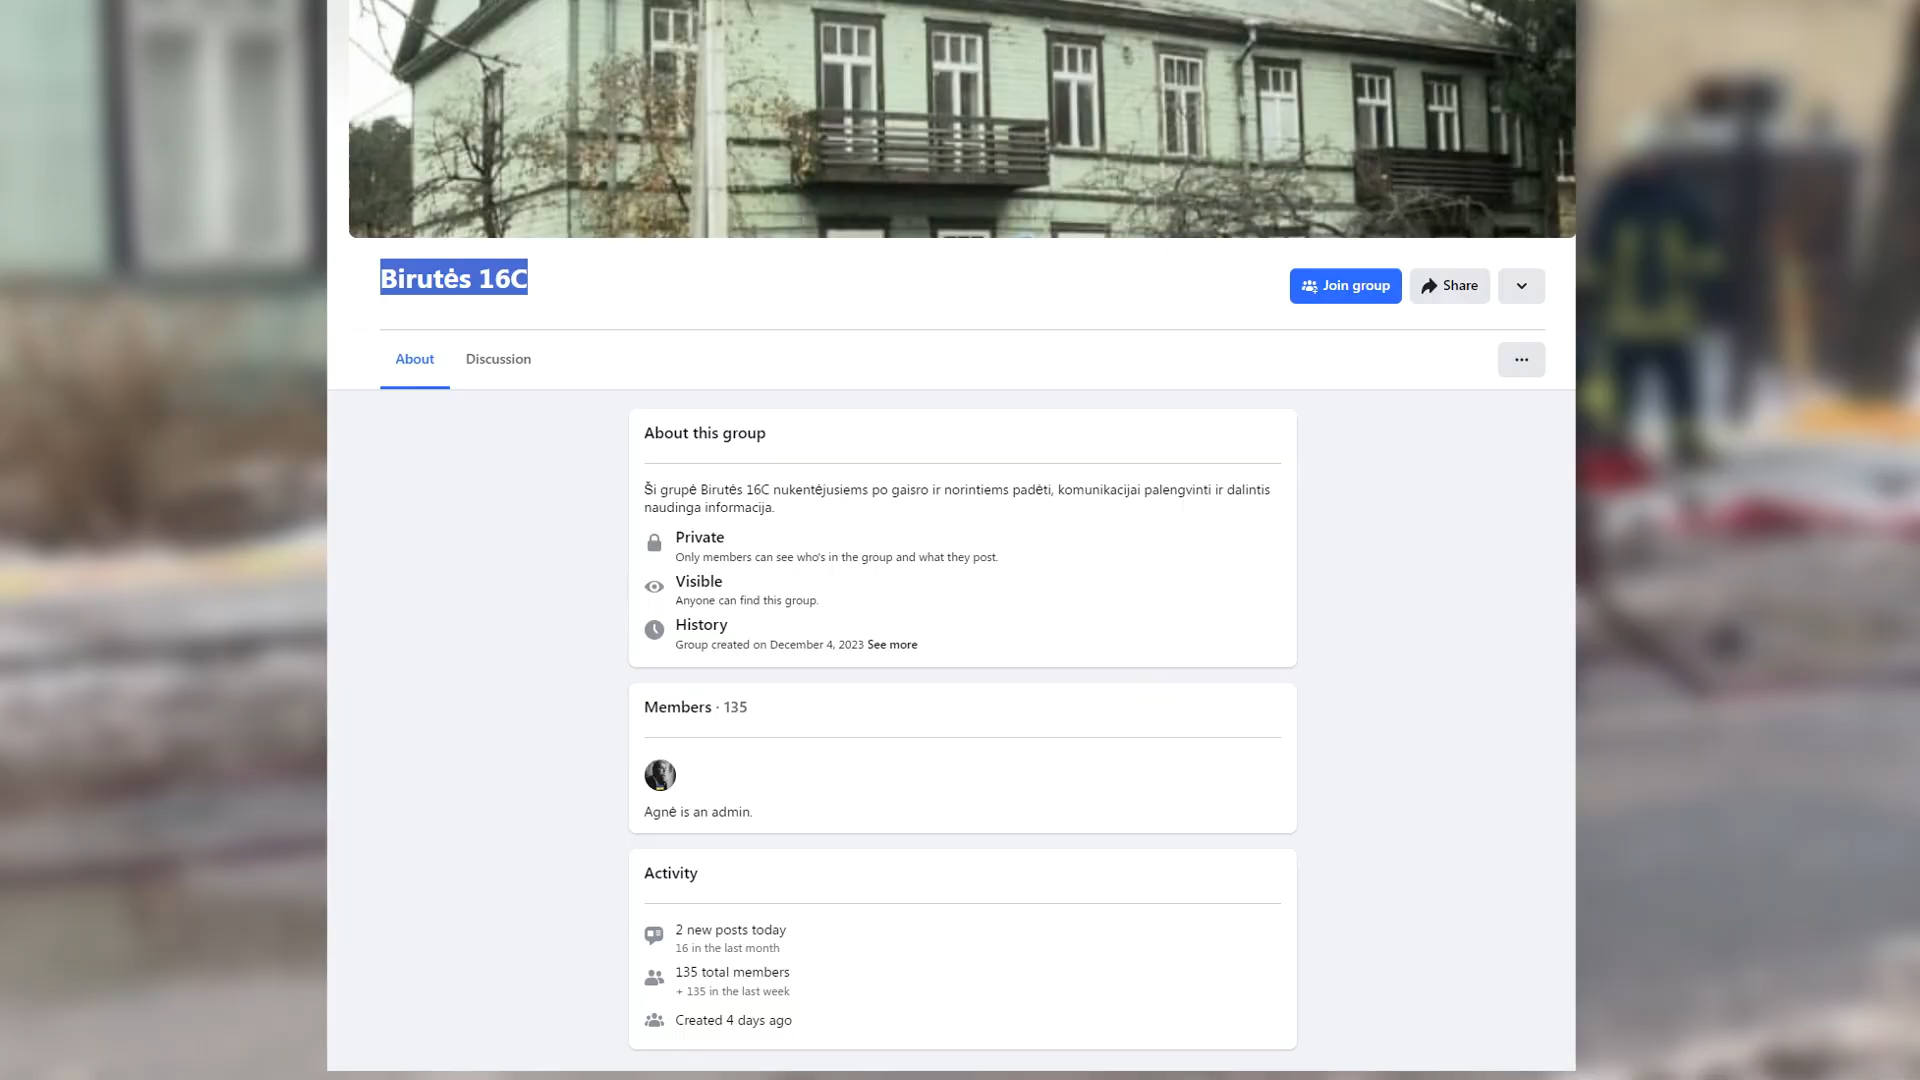 Birutės 16C
Join group
Share
About
Discussion
About this group
Ši grupė Birutės 16C nukentėjusiems po gaisro ir norintiems padėti, komunikacijai palengvinti ir dalintis
naudinga informacija.
Private
Only members can see who's in the group and what they post.
Visible
Anyone can find this group.
History
Group created on December 4, 2023 See more
Members · 135
Agnė is an admin.
Activity
2 new posts today
16 in the last month
135 total members
+ 135 in the last week
Created 4 days ago